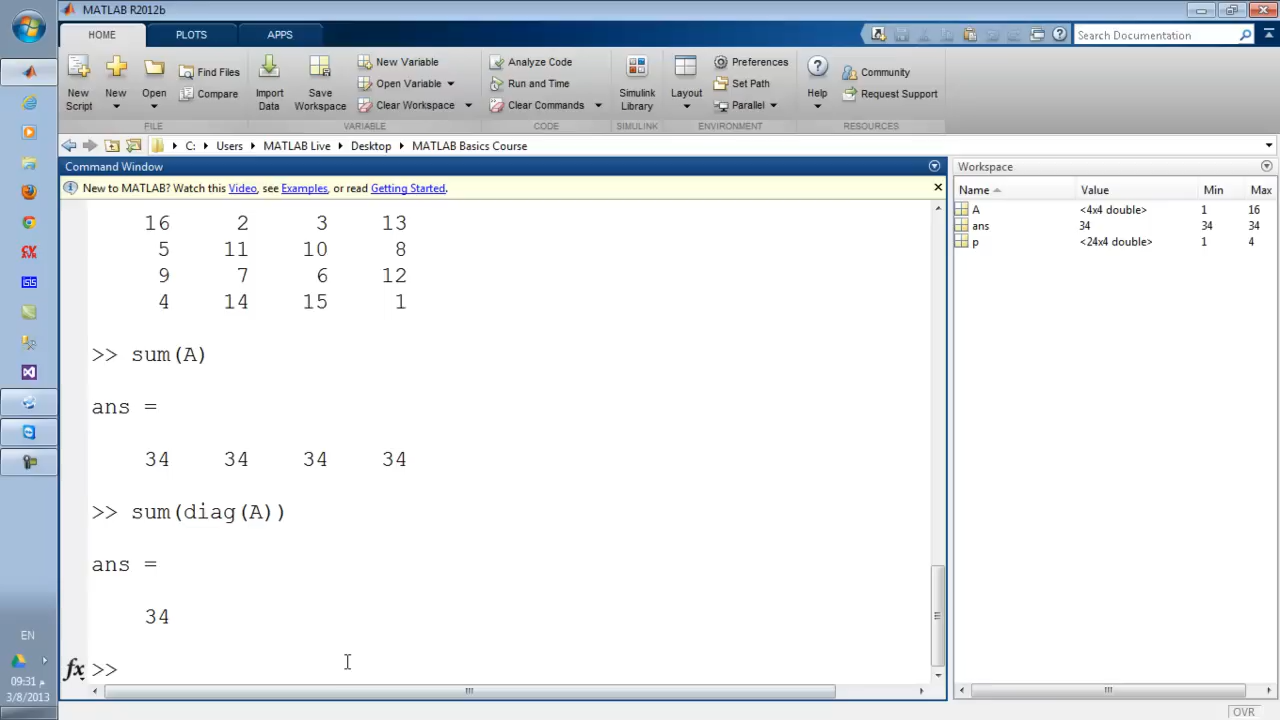 MATLAB R2012b
HOME PLOTS APPS
Search Documentation
New Script
New
Open
Find Files
Compare
Import Data
Save Workspace
New Variable
Open Variable
Clear Workspace
Analyze Code
Run and Time
Clear Commands
Simulink Library
Layout
Preferences
Set Path
Parallel
Help
Community
Request Support
FILE VARIABLE CODE SIMULINK ENVIRONMENT RESOURCES
C: Users MATLAB Live Desktop MATLAB Basics Course
Command Window
New to MATLAB? Watch this Video, see Examples, or read Getting Started.
16 2 3 13
5 11 10 8
9 7 6 12
4 14 15 1
>> sum(A)
ans =
34 34 34 34
>> sum(diag(A))
ans =
34
fx >>
Workspace
Name Value Min Max
A <4x4 double> 1 16
ans 34 34 34
p <24x4 double> 1 4
EN
09:31 م
3/8/2013
OVR